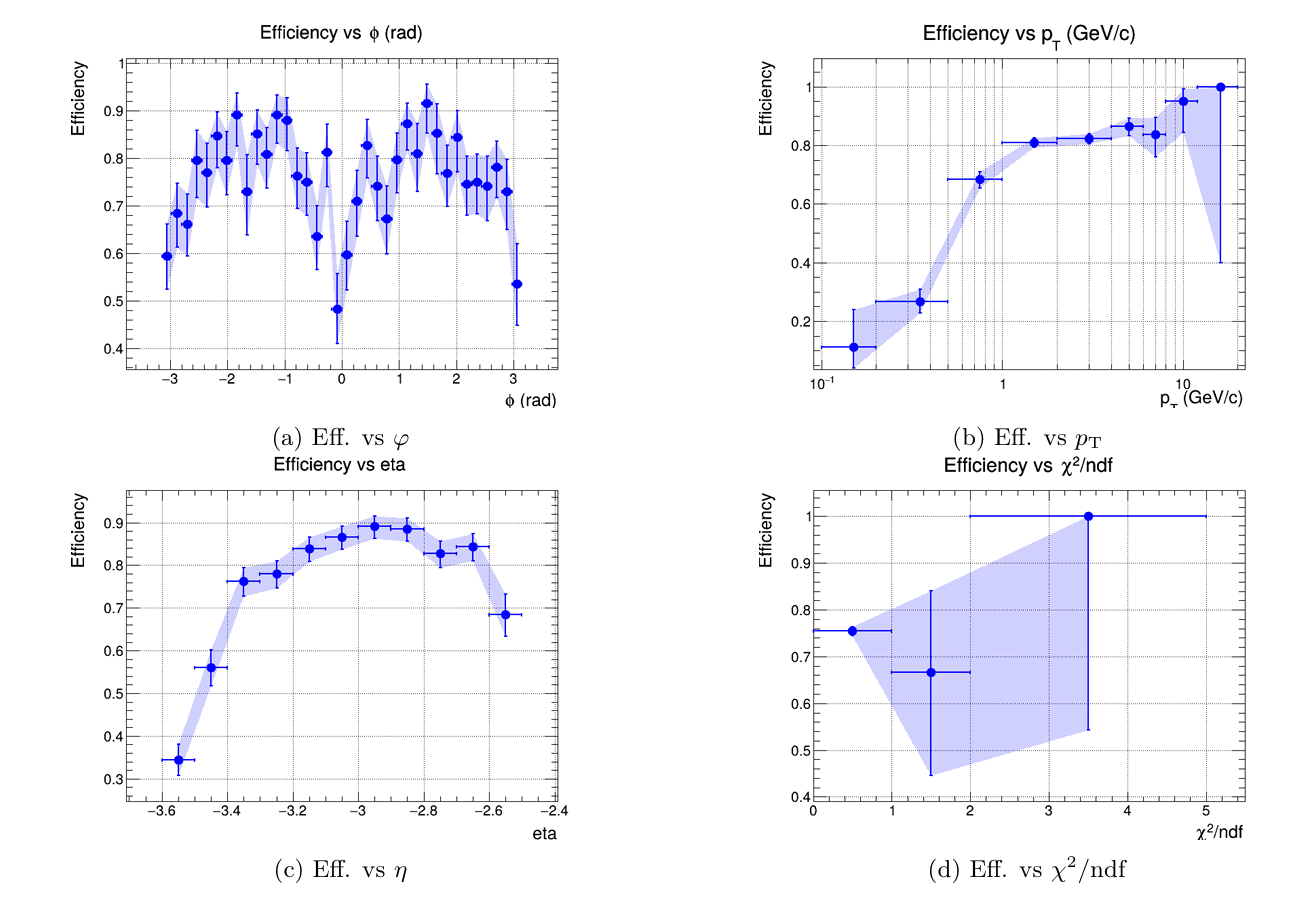 Efficiency vs ϕ (rad)
Efficiency
1
0.9
0.8
0.7
0.6
0.5
0.4
−3 −2 −1 0 1 2 3
ϕ (rad)
(a) Eff. vs φ
Efficiency vs p_T (GeV/c)
Efficiency
1
0.8
0.6
0.4
0.2
10⁻¹ 1 10
p_T (GeV/c)
(b) Eff. vs p_T
Efficiency vs eta
Efficiency
0.9
0.8
0.7
0.6
0.5
0.4
0.3
−3.6 −3.4 −3.2 −3 −2.8 −2.6 −2.4
eta
(c) Eff. vs η
Efficiency vs χ²/ndf
Efficiency
1
0.9
0.8
0.7
0.6
0.5
0.4
0 1 2 3 4 5
χ²/ndf
(d) Eff. vs χ²/ndf